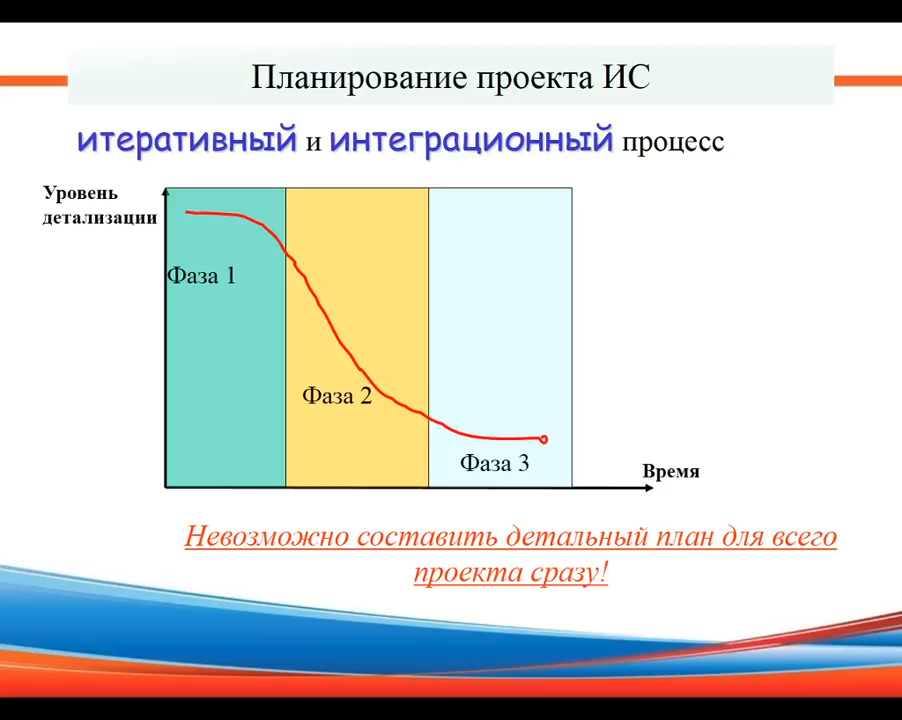 Планирование проекта ИС
итеративный и интеграционный процесс
Уровень
детализации
Фаза 1
Фаза 2
Фаза 3
Время
Невозможно составить детальный план для всего
проекта сразу!